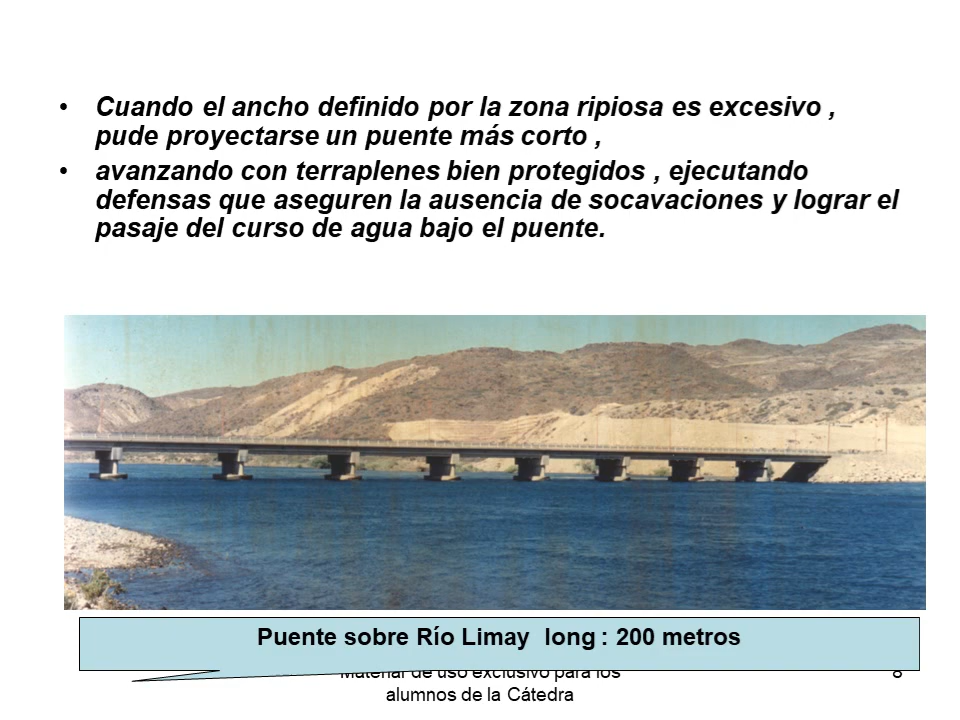 • Cuando el ancho definido por la zona ripiosa es excesivo ,
pude proyectarse un puente más corto ,
• avanzando con terraplenes bien protegidos , ejecutando
defensas que aseguren la ausencia de socavaciones y lograr el
pasaje del curso de agua bajo el puente.
Puente sobre Río Limay long : 200 metros
Material de uso exclusivo para los
alumnos de la Cátedra
8